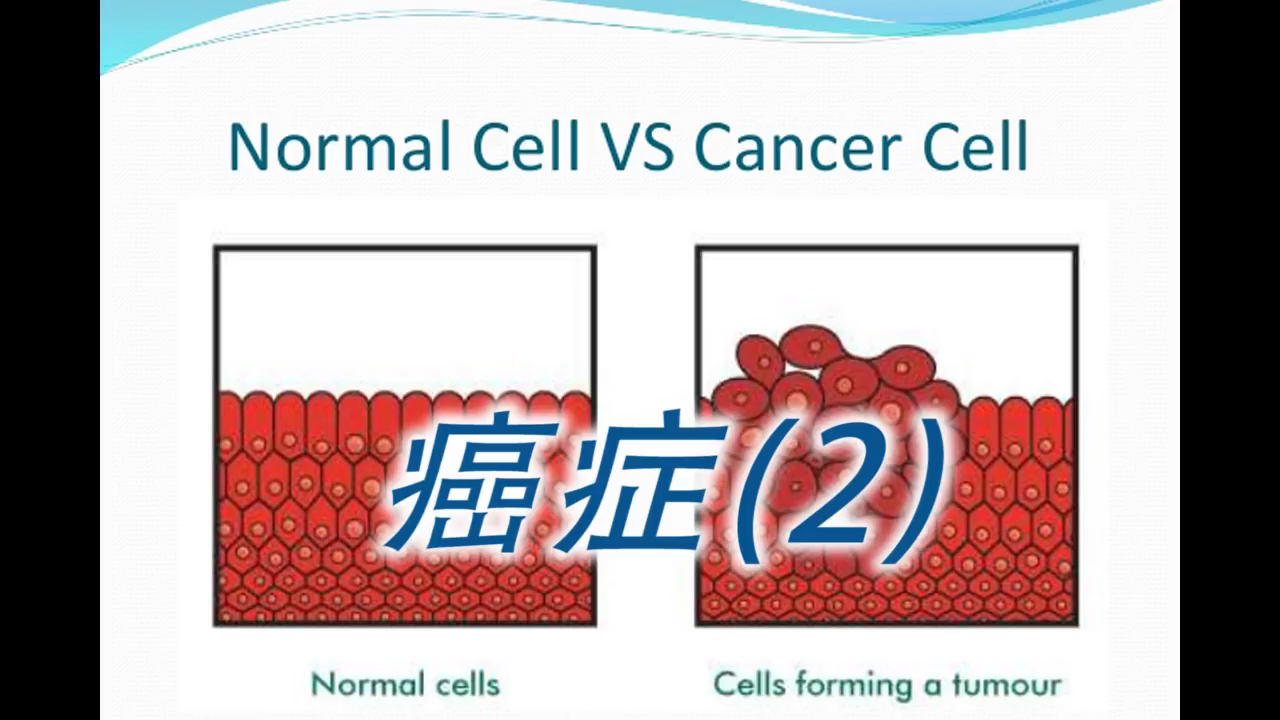 Normal Cell VS Cancer Cell
癌症(2)
Normal cells
Cells forming a tumour